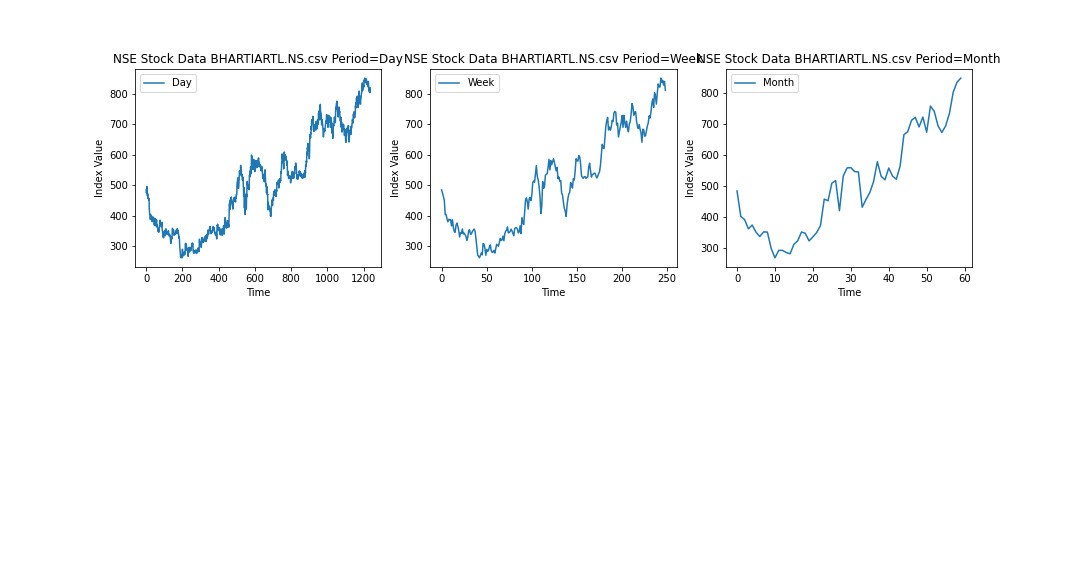 NSE Stock Data BHARTIARTL.NS.csv Period=Day
Day
Index Value
800
700
600
500
400
300
0 200 400 600 800 1000 1200
Time
NSE Stock Data BHARTIARTL.NS.csv Period=Week
Week
Index Value
800
700
600
500
400
300
0 50 100 150 200 250
Time
NSE Stock Data BHARTIARTL.NS.csv Period=Month
Month
Index Value
800
700
600
500
400
300
0 10 20 30 40 50 60
Time